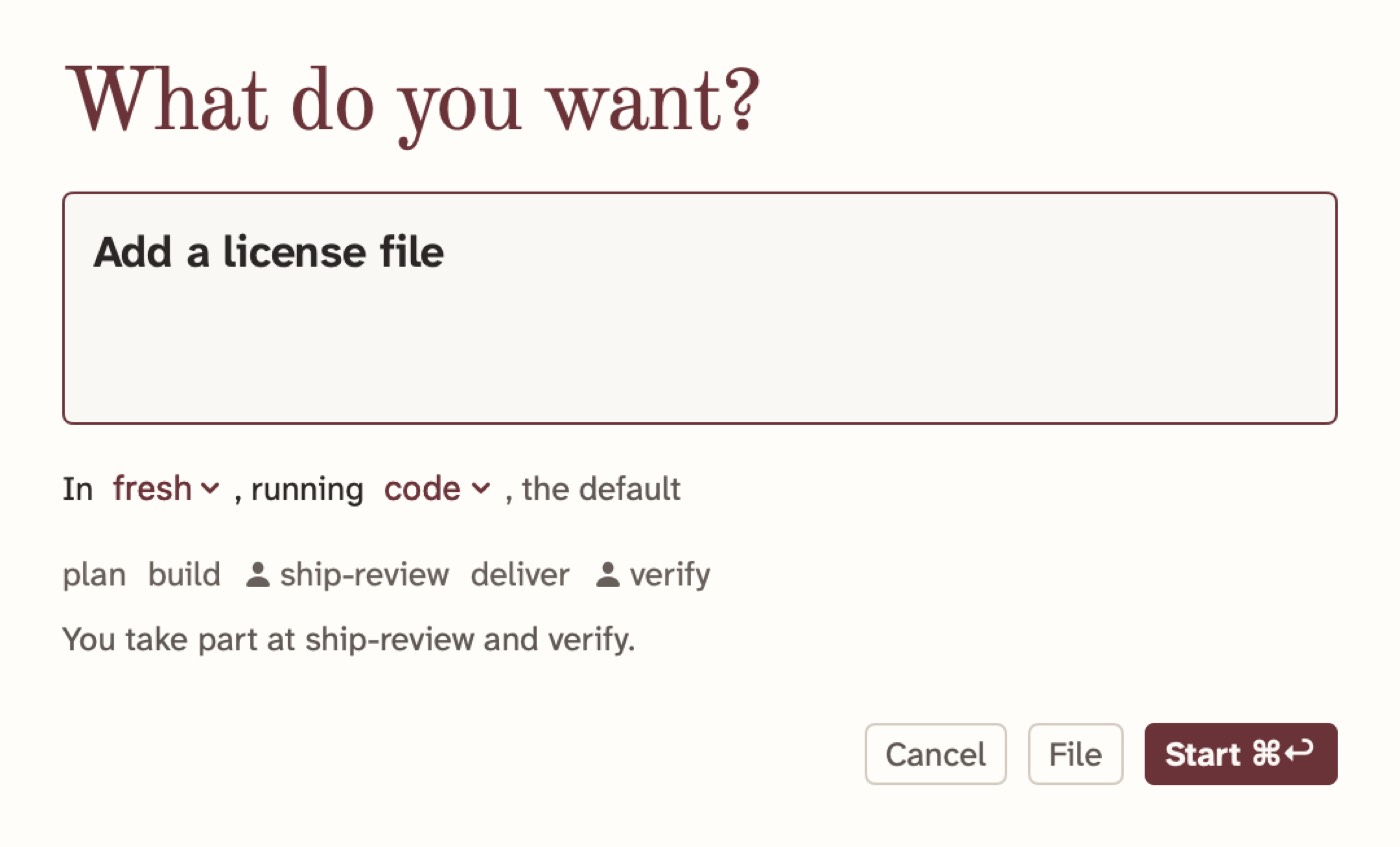 What do you want?
Add a license file
In fresh , running code , the default
plan build ship-review deliver verify
You take part at ship-review and verify.
Cancel File Start ⌘↩